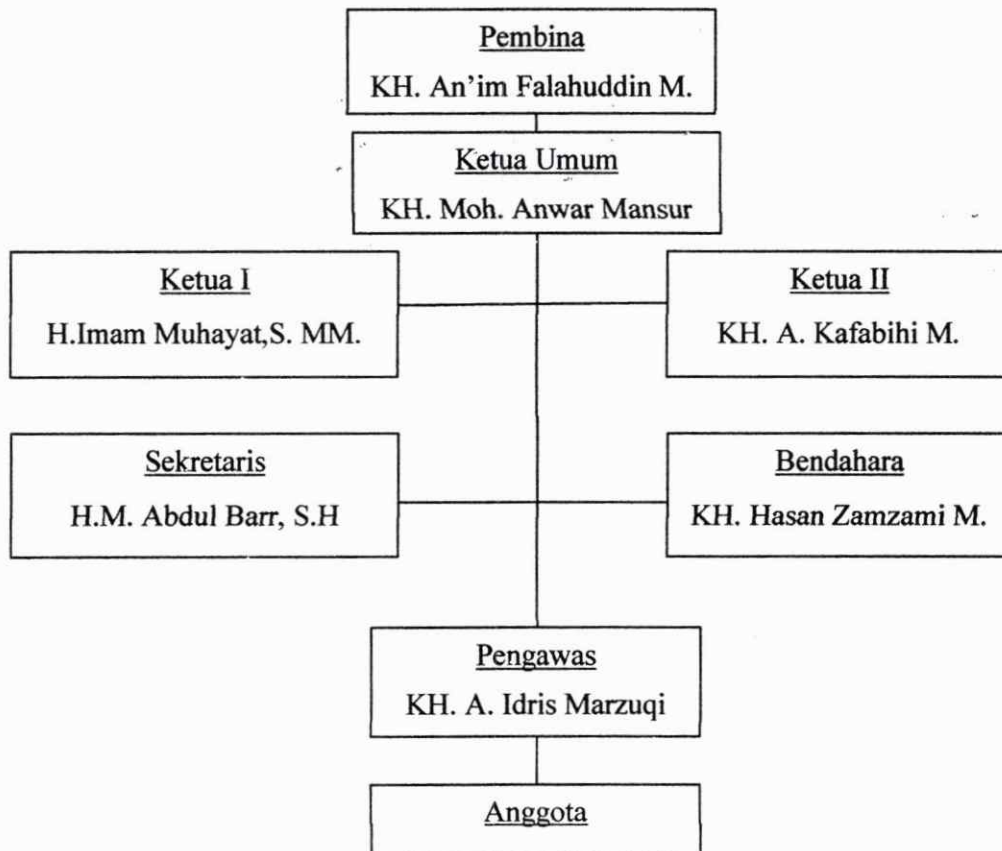 Pembina
KH. An'im Falahuddin M.
Ketua Umum
KH. Moh. Anwar Mansur
Ketua I
H.Imam Muhayat,S. MM.
Ketua II
KH. A. Kafabihi M.
Sekretaris
H.M. Abdul Barr, S.H
Bendahara
KH. Hasan Zamzami M.
Pengawas
KH. A. Idris Marzuqi
Anggota